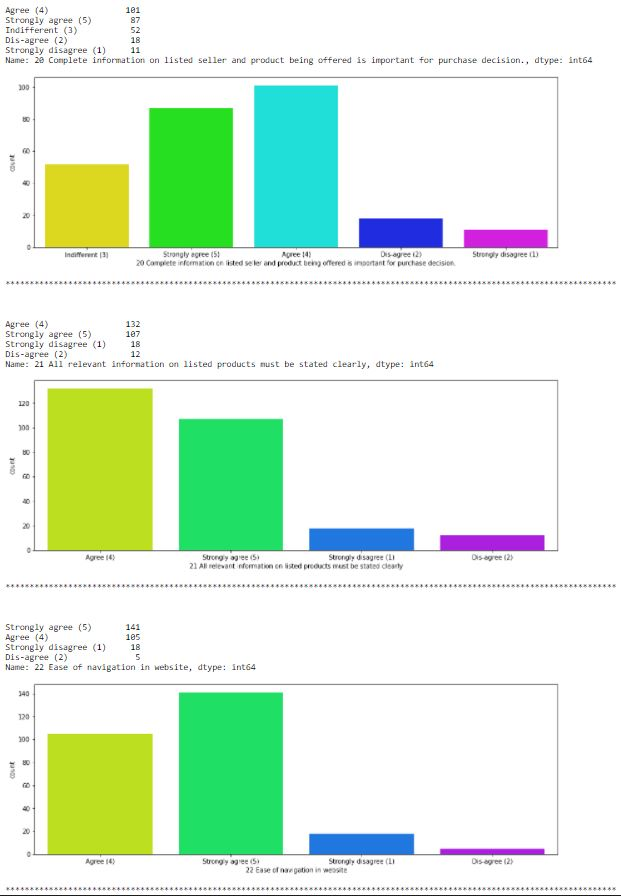 Agree (4) 101
Strongly agree (5) 87
Indifferent (3) 52
Dis-agree (2) 18
Strongly disagree (1) 11
Name: 20 Complete information on listed seller and product being offered is important for purchase decision., dtype: int64
100
80
60
40
20
0
count
Indifferent (3) Strongly agree (5) Agree (4) Dis-agree (2) Strongly disagree (1)
20 Complete information on listed seller and product being offered is important for purchase decision.
Agree (4) 132
Strongly agree (5) 107
Strongly disagree (1) 18
Dis-agree (2) 12
Name: 21 All relevant information on listed products must be stated clearly, dtype: int64
120
100
80
60
40
20
0
count
Agree (4) Strongly agree (5) Strongly disagree (1) Dis-agree (2)
21 All relevant information on listed products must be stated clearly
Strongly agree (5) 141
Agree (4) 105
Strongly disagree (1) 18
Dis-agree (2) 5
Name: 22 Ease of navigation in website, dtype: int64
140
120
100
80
60
40
20
0
count
Agree (4) Strongly agree (5) Strongly disagree (1) Dis-agree (2)
22 Ease of navigation in website